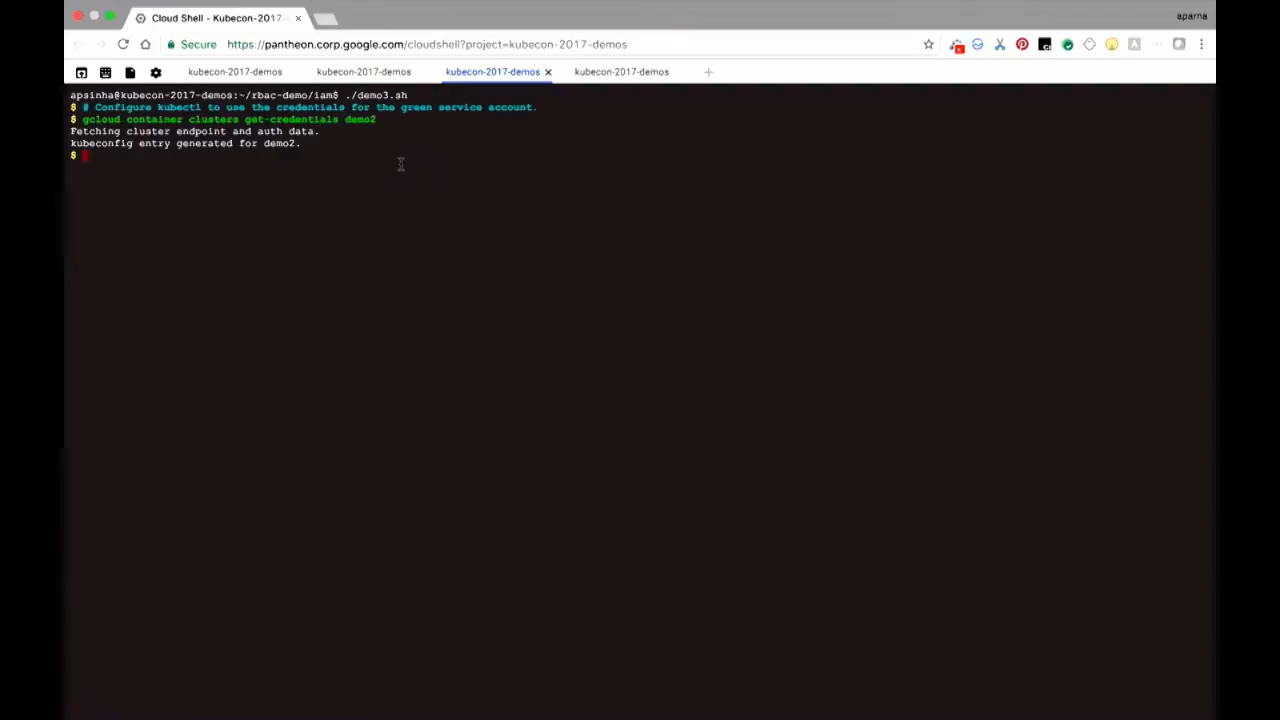 Cloud Shell - Kubecon-2017-
aparna
Secure https://pantheon.corp.google.com/cloudshell?project=kubecon-2017-demos
kubecon-2017-demos kubecon-2017-demos kubecon-2017-demos kubecon-2017-demos
apsinha@kubecon-2017-demos:~/rbac-demo/iam$ ./demo3.sh
$ # Configure kubectl to use the credentials for the green service account.
$ gcloud container clusters get-credentials demo2
Fetching cluster endpoint and auth data.
kubeconfig entry generated for demo2.
$